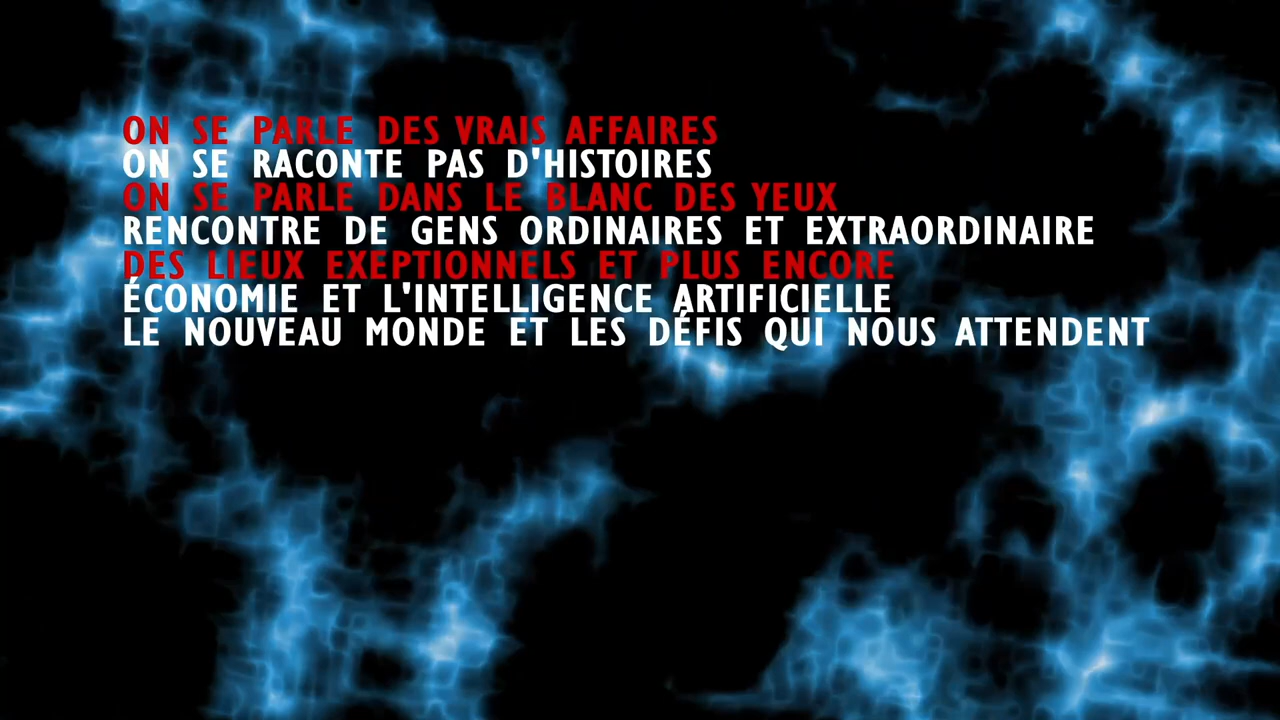 ON SE PARLE DES VRAIS AFFAIRES
ON SE RACONTE PAS D'HISTOIRES
ON SE PARLE DANS LE BLANC DES YEUX
RENCONTRE DE GENS ORDINAIRES ET EXTRAORDINAIRE
DES LIEUX EXEPTIONNELS ET PLUS ENCORE
ÉCONOMIE ET L'INTELLIGENCE ARTIFICIELLE
LE NOUVEAU MONDE ET LES DÉFIS QUI NOUS ATTENDENT